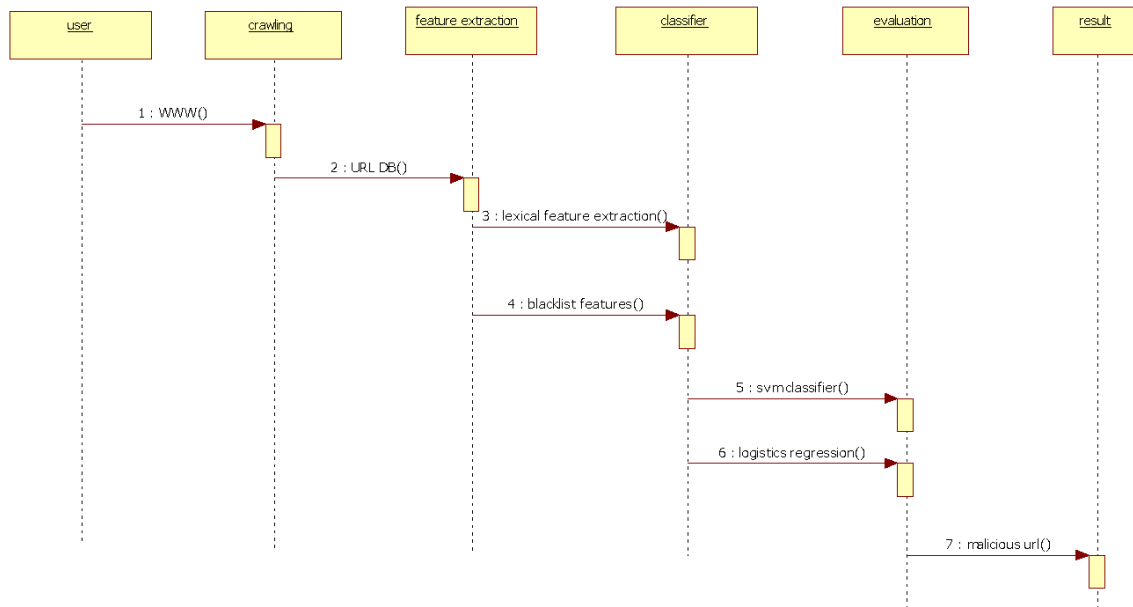 user
crawling
feature extraction
classifier
evaluation
result
1 : WWW()
2 : URL DB()
3 : lexical feature extraction()
4 : blacklist features()
5 : svmclassifier()
6 : logistics regression()
7 : malicious url()